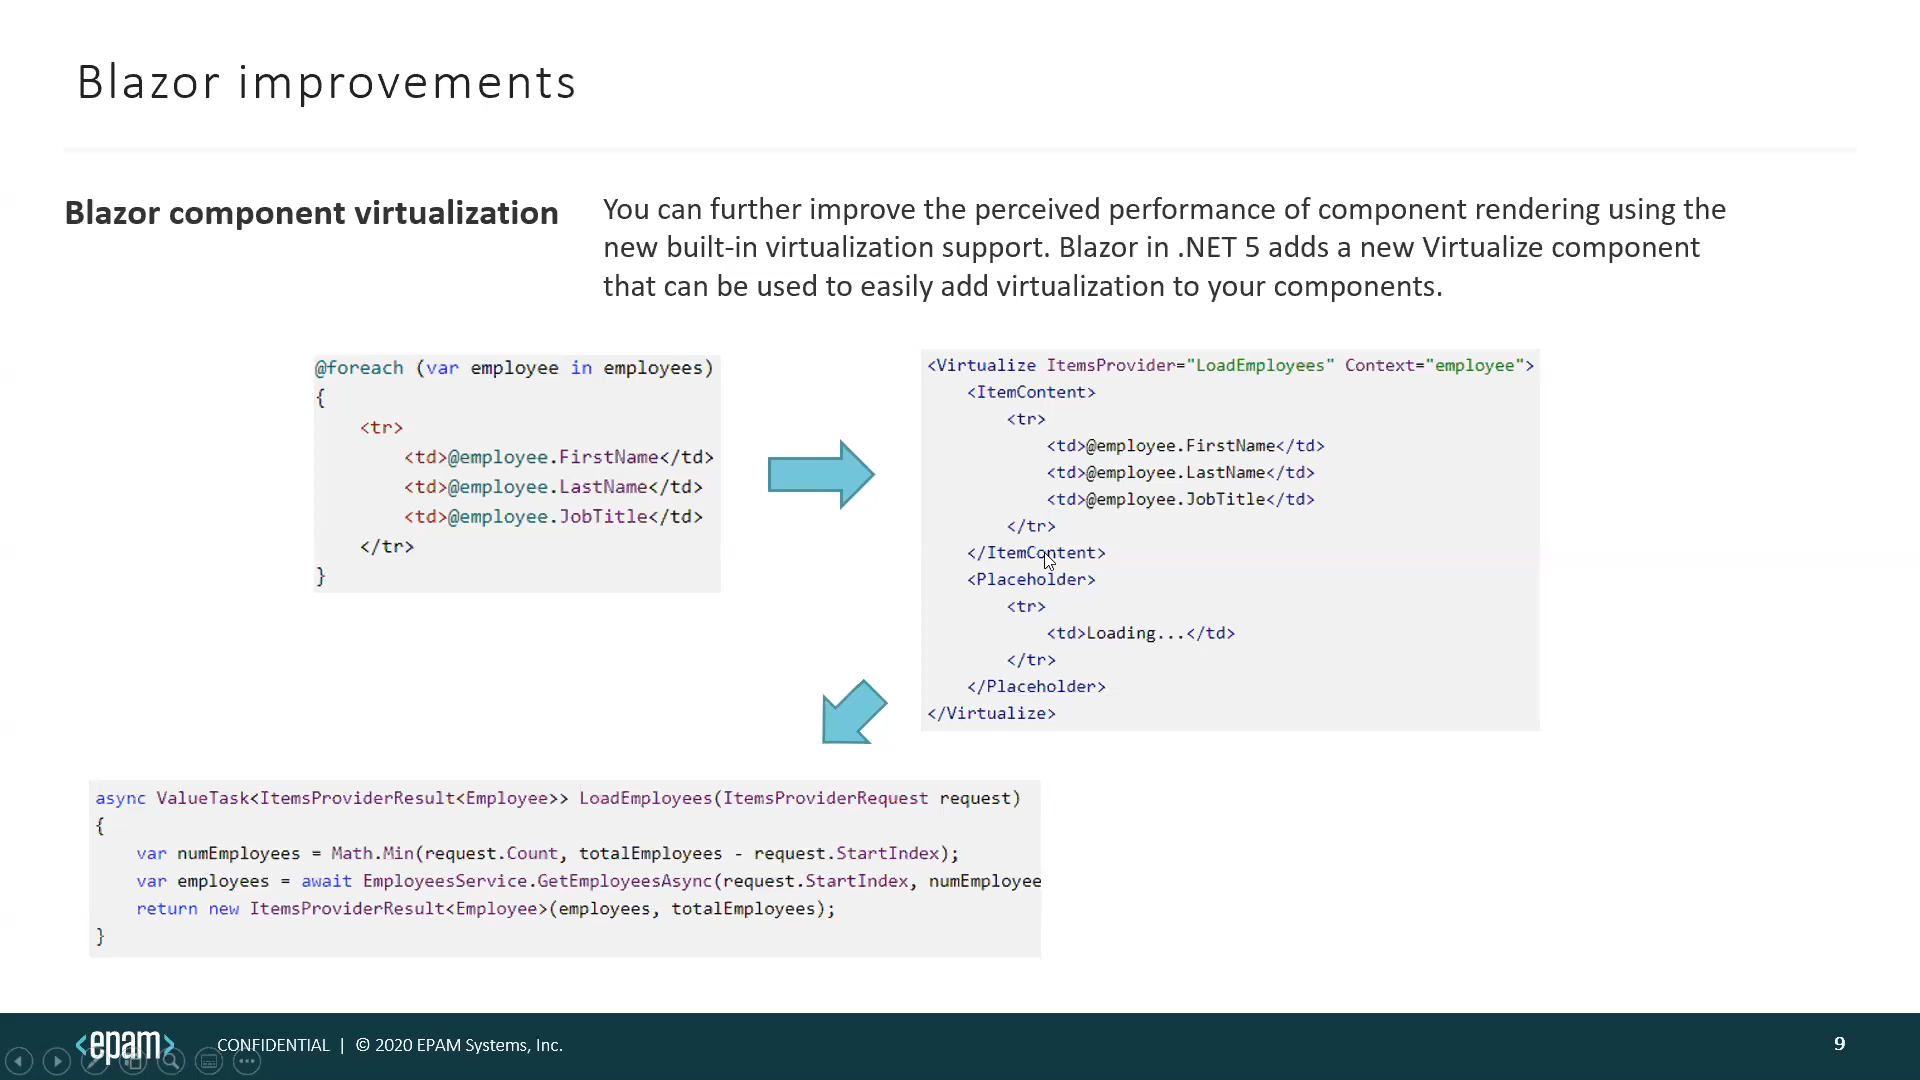 Blazor improvements
Blazor component virtualization
You can further improve the perceived performance of component rendering using the
new built-in virtualization support. Blazor in .NET 5 adds a new Virtualize component
that can be used to easily add virtualization to your components.
@foreach (var employee in employees)
{
    <tr>
        <td>@employee.FirstName</td>
        <td>@employee.LastName</td>
        <td>@employee.JobTitle</td>
    </tr>
}
<Virtualize ItemsProvider="LoadEmployees" Context="employee">
    <ItemContent>
        <tr>
            <td>@employee.FirstName</td>
            <td>@employee.LastName</td>
            <td>@employee.JobTitle</td>
        </tr>
    </ItemContent>
    <Placeholder>
        <tr>
            <td>Loading...</td>
        </tr>
    </Placeholder>
</Virtualize>
async ValueTask<ItemsProviderResult<Employee>> LoadEmployees(ItemsProviderRequest request)
{
    var numEmployees = Math.Min(request.Count, totalEmployees - request.StartIndex);
    var employees = await EmployeesService.GetEmployeesAsync(request.StartIndex, numEmployee
    return new ItemsProviderResult<Employee>(employees, totalEmployees);
}
<epam>
CONFIDENTIAL | © 2020 EPAM Systems, Inc.
9